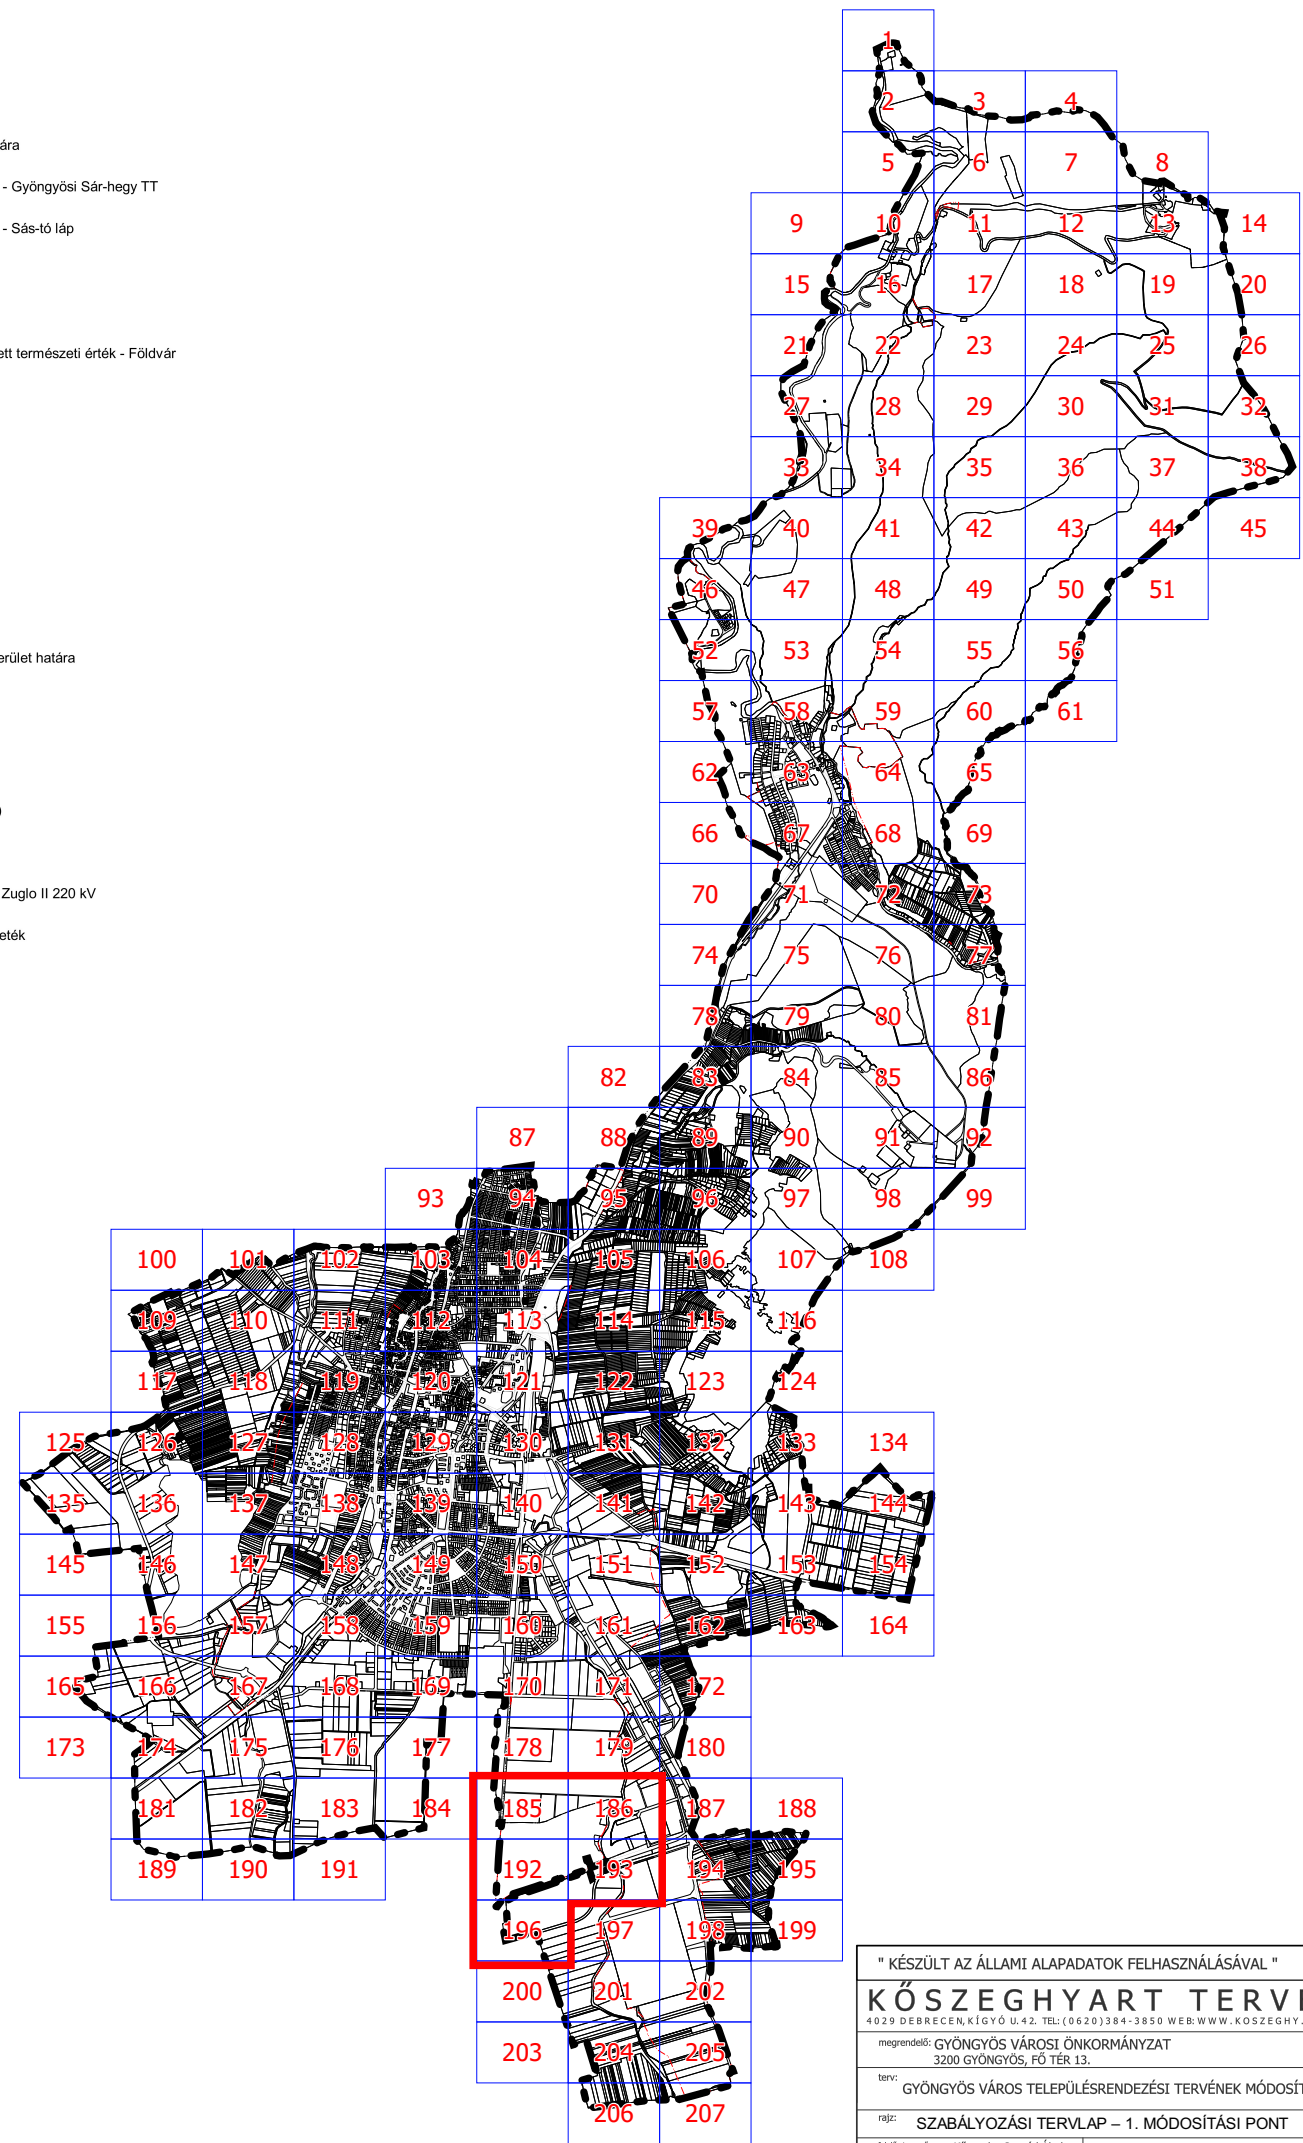 ára
- Gyöngyösi Sár-hegy TT
- Sás-tó láp
ett természeti érték - Földvár
erület határa
)
Zuglo II 220 kV
eték
1
2 3 4
5 6 7 8
9 10 11 12 13 14
15 16 17 18 19 20
21 22 23 24 25 26
27 28 29 30 31 32
33 34 35 36 37 38
39 40 41 42 43 44 45
46 47 48 49 50 51
52 53 54 55 56
57 58 59 60 61
62 63 64 65
66 67 68 69
70 71 72 73
74 75 76 77
78 79 80 81
82 83 84 85 86
87 88 89 90 91 92
93 94 95 96 97 98 99
100 101 102 103 104 105 106 107 108
109 110 111 112 113 114 115 116
117 118 119 120 121 122 123 124
125 126 127 128 129 130 131 132 133 134
135 136 137 138 139 140 141 142 143 144
145 146 147 148 149 150 151 152 153 154
155 156 157 158 159 160 161 162 163 164
165 166 167 168 169 170 171 172
173 174 175 176 177 178 179 180
181 182 183 184 185 186 187 188
189 190 191 192 193 194 195
196 197 198 199
200 201 202
203 204 205
206 207
" KÉSZÜLT AZ ÁLLAMI ALAPADATOK FELHASZNÁLÁSÁVAL "
KŐSZEGHYART TERVI
4029 DEBRECEN, KÍGYÓ U. 42. TEL: (0620)384-3850 WEB: WWW.KOSZEGHY.
megrendelő: GYÖNGYÖS VÁROSI ÖNKORMÁNYZAT
3200 GYÖNGYÖS, FŐ TÉR 13.
terv: GYÖNGYÖS VÁROS TELEPÜLÉSRENDEZÉSI TERVÉNEK MÓDOSÍT
rajz: SZABÁLYOZÁSI TERVLAP – 1. MÓDOSÍTÁSI PONT